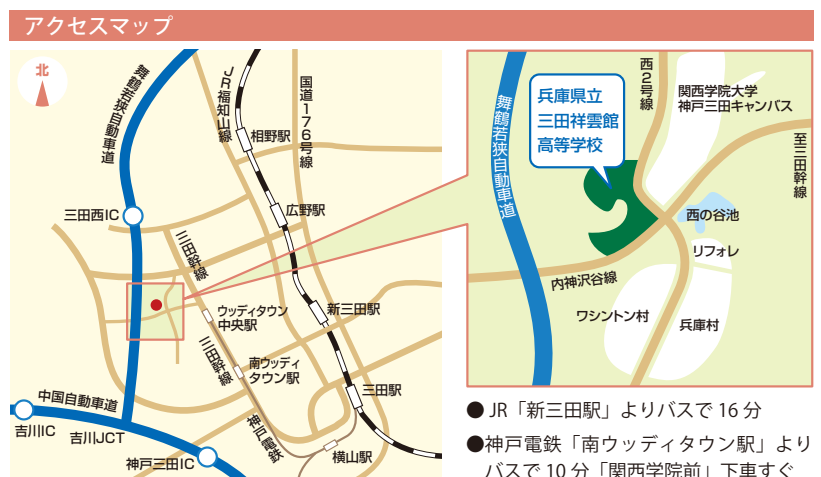 アクセスマップ
北
舞鶴若狭自動車道
JR福知山線
国道176号線
相野駅
広野駅
三田西IC
三田幹線
ウッディタウン
中央駅
新三田駅
三田幹線
南ウッディ
タウン駅
三田駅
中国自動車道
吉川IC
吉川JCT
神戸三田IC
神戸電鉄
横山駅
兵庫県立
三田祥雲館
高等学校
舞鶴若狭自動車道
西2号線
関西学院大学
神戸三田キャンパス
至三田幹線
西の谷池
リフォレ
内神沢谷線
ワシントン村
兵庫村
● JR「新三田駅」よりバスで 16 分
●神戸電鉄「南ウッディタウン駅」より
バスで 10 分「関西学院前」下車すぐ